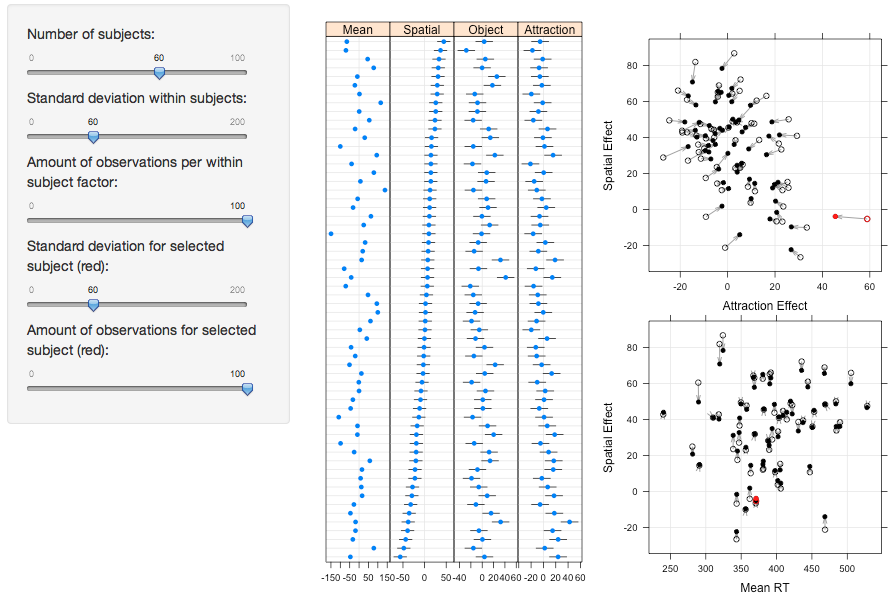 Number of subjects:
0 60 100
Standard deviation within subjects:
0 60 200
Amount of observations per within
subject factor:
0 100
Standard deviation for selected
subject (red):
0 60 200
Amount of observations for selected
subject (red):
0 100
Mean Spatial Object Attraction
-150 -50 50 150 -50 0 50 -40 0 20 40 60 -20 0 20 40 60
Spatial Effect
80
60
40
20
0
-20
-20 0 20 40 60
Attraction Effect
Spatial Effect
80
60
40
20
0
-20
250 300 350 400 450 500
Mean RT